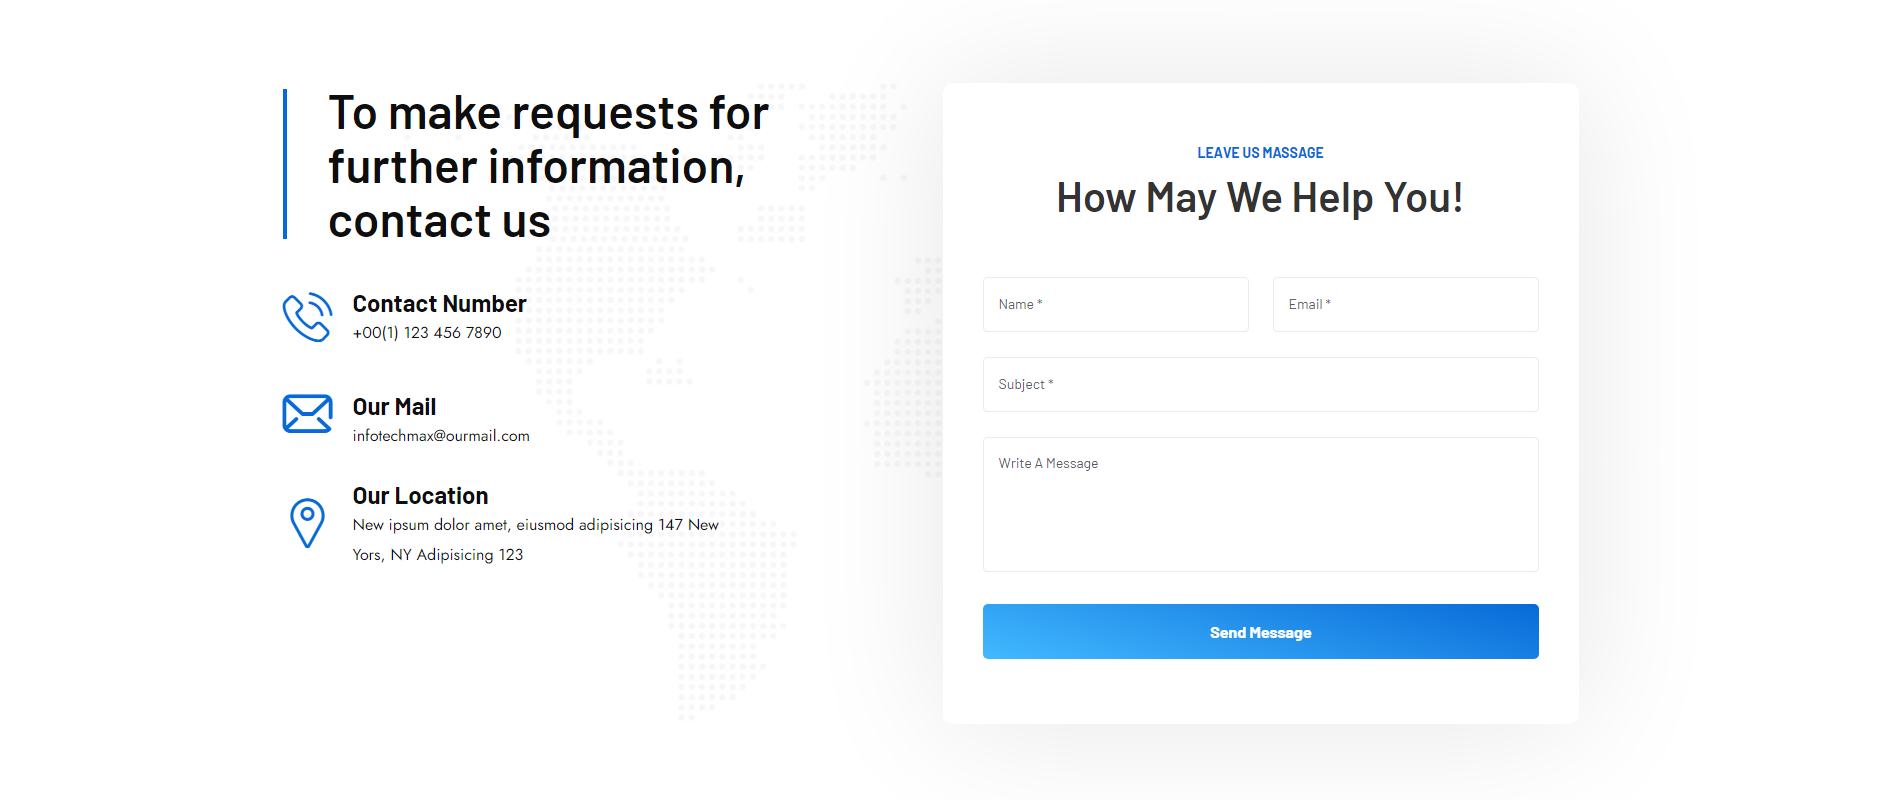 To make requests for
further information,
contact us
Contact Number
+00(1) 123 456 7890
Our Mail
infotechmax@ourmail.com
Our Location
New ipsum dolor amet, eiusmod adipisicing 147 New
Yors, NY Adipisicing 123
LEAVE US MASSAGE
How May We Help You!
Name *
Email *
Subject *
Write A Message
Send Message